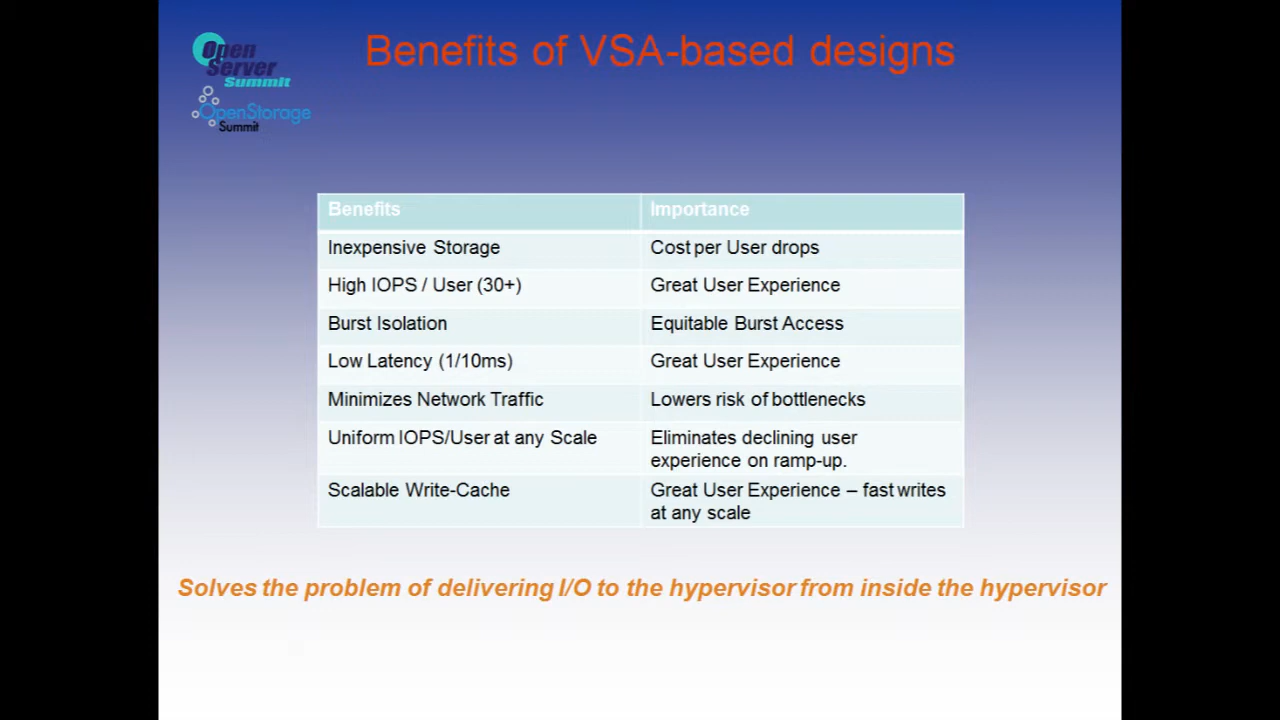 Open
Server
Summit
OpenStorage
Summit
Benefits of VSA-based designs
Benefits Importance
Inexpensive Storage Cost per User drops
High IOPS / User (30+) Great User Experience
Burst Isolation Equitable Burst Access
Low Latency (1/10ms) Great User Experience
Minimizes Network Traffic Lowers risk of bottlenecks
Uniform IOPS/User at any Scale Eliminates declining user
experience on ramp-up.
Scalable Write-Cache Great User Experience – fast writes
at any scale
Solves the problem of delivering I/O to the hypervisor from inside the hypervisor